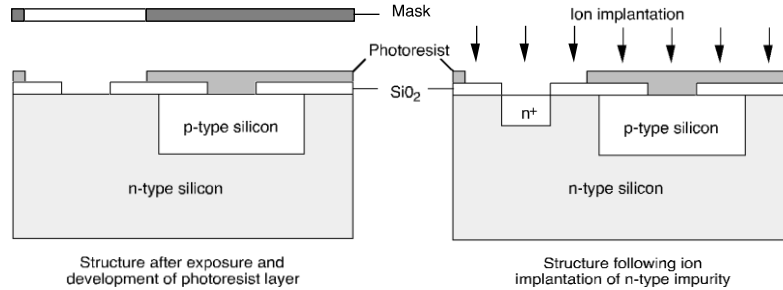 Mask
Ion implantation
Photoresist
SiO₂
p-type silicon
n-type silicon
n⁺
p-type silicon
n-type silicon
Structure after exposure and
development of photoresist layer
Structure following ion
implantation of n-type impurity